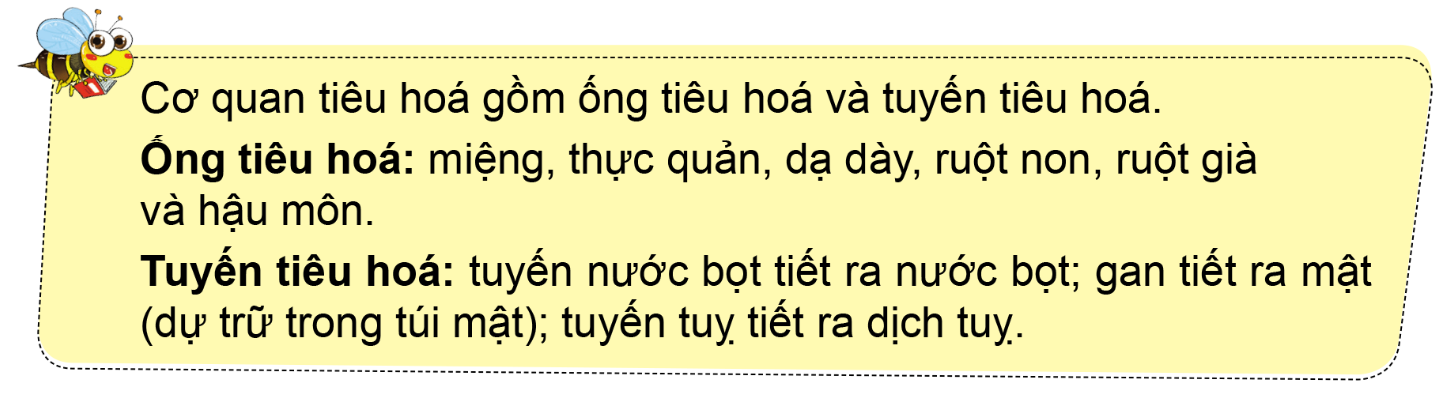 Cơ quan tiêu hoá gồm ống tiêu hoá và tuyến tiêu hoá.
Ống tiêu hoá: miệng, thực quản, dạ dày, ruột non, ruột già
và hậu môn.
Tuyến tiêu hoá: tuyến nước bọt tiết ra nước bọt; gan tiết ra mật
(dự trữ trong túi mật); tuyến tuỵ tiết ra dịch tuỵ.